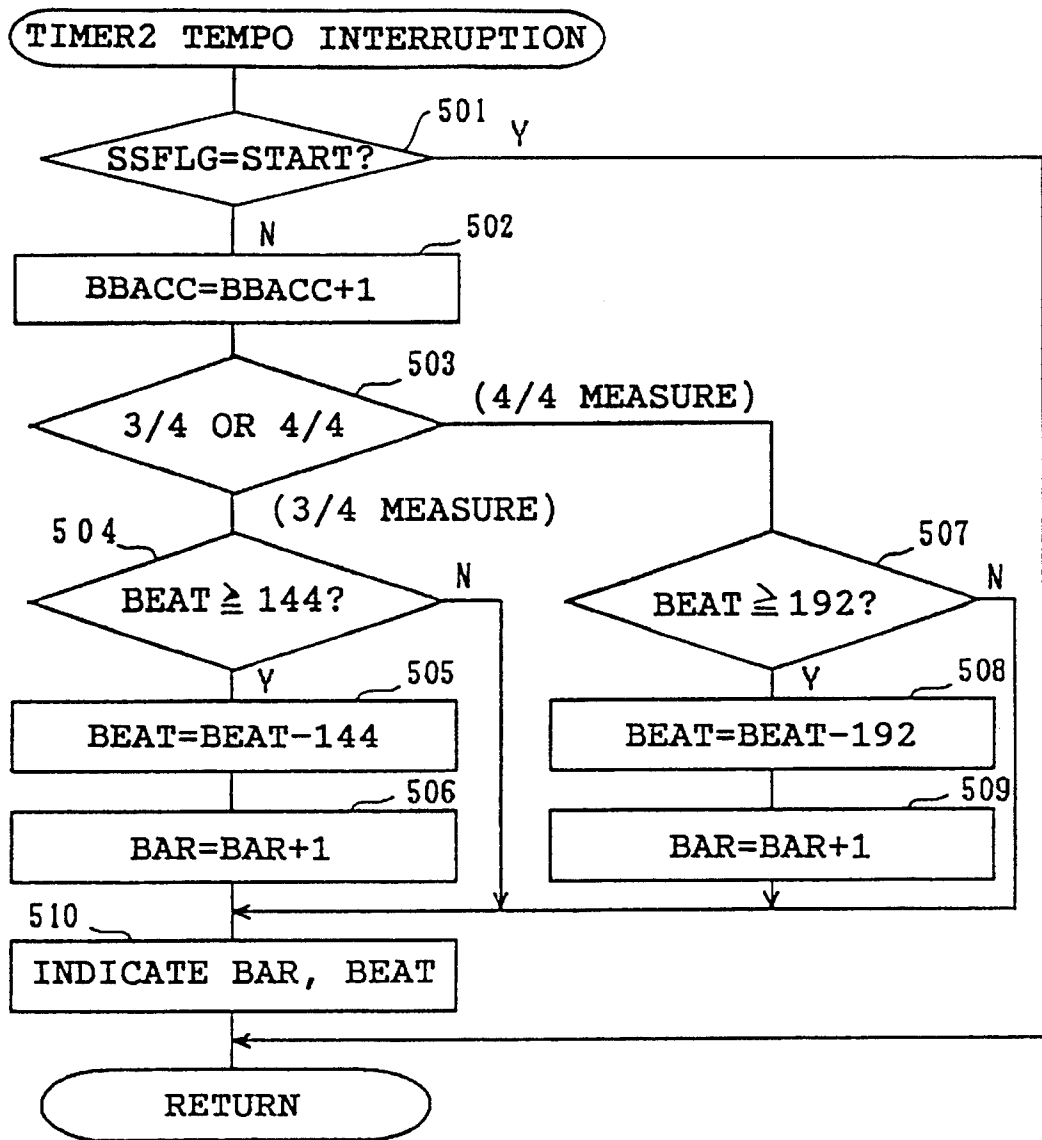 TIMER2 TEMPO INTERRUPTION
501
SSFLG=START?
Y
N
502
BBACC=BBACC+1
503
3/4 OR 4/4
(4/4 MEASURE)
(3/4 MEASURE)
504
BEAT ≧ 144?
N
Y
507
BEAT ≧ 192?
N
Y
505
BEAT=BEAT-144
508
BEAT=BEAT-192
506
BAR=BAR+1
509
BAR=BAR+1
510
INDICATE BAR, BEAT
RETURN